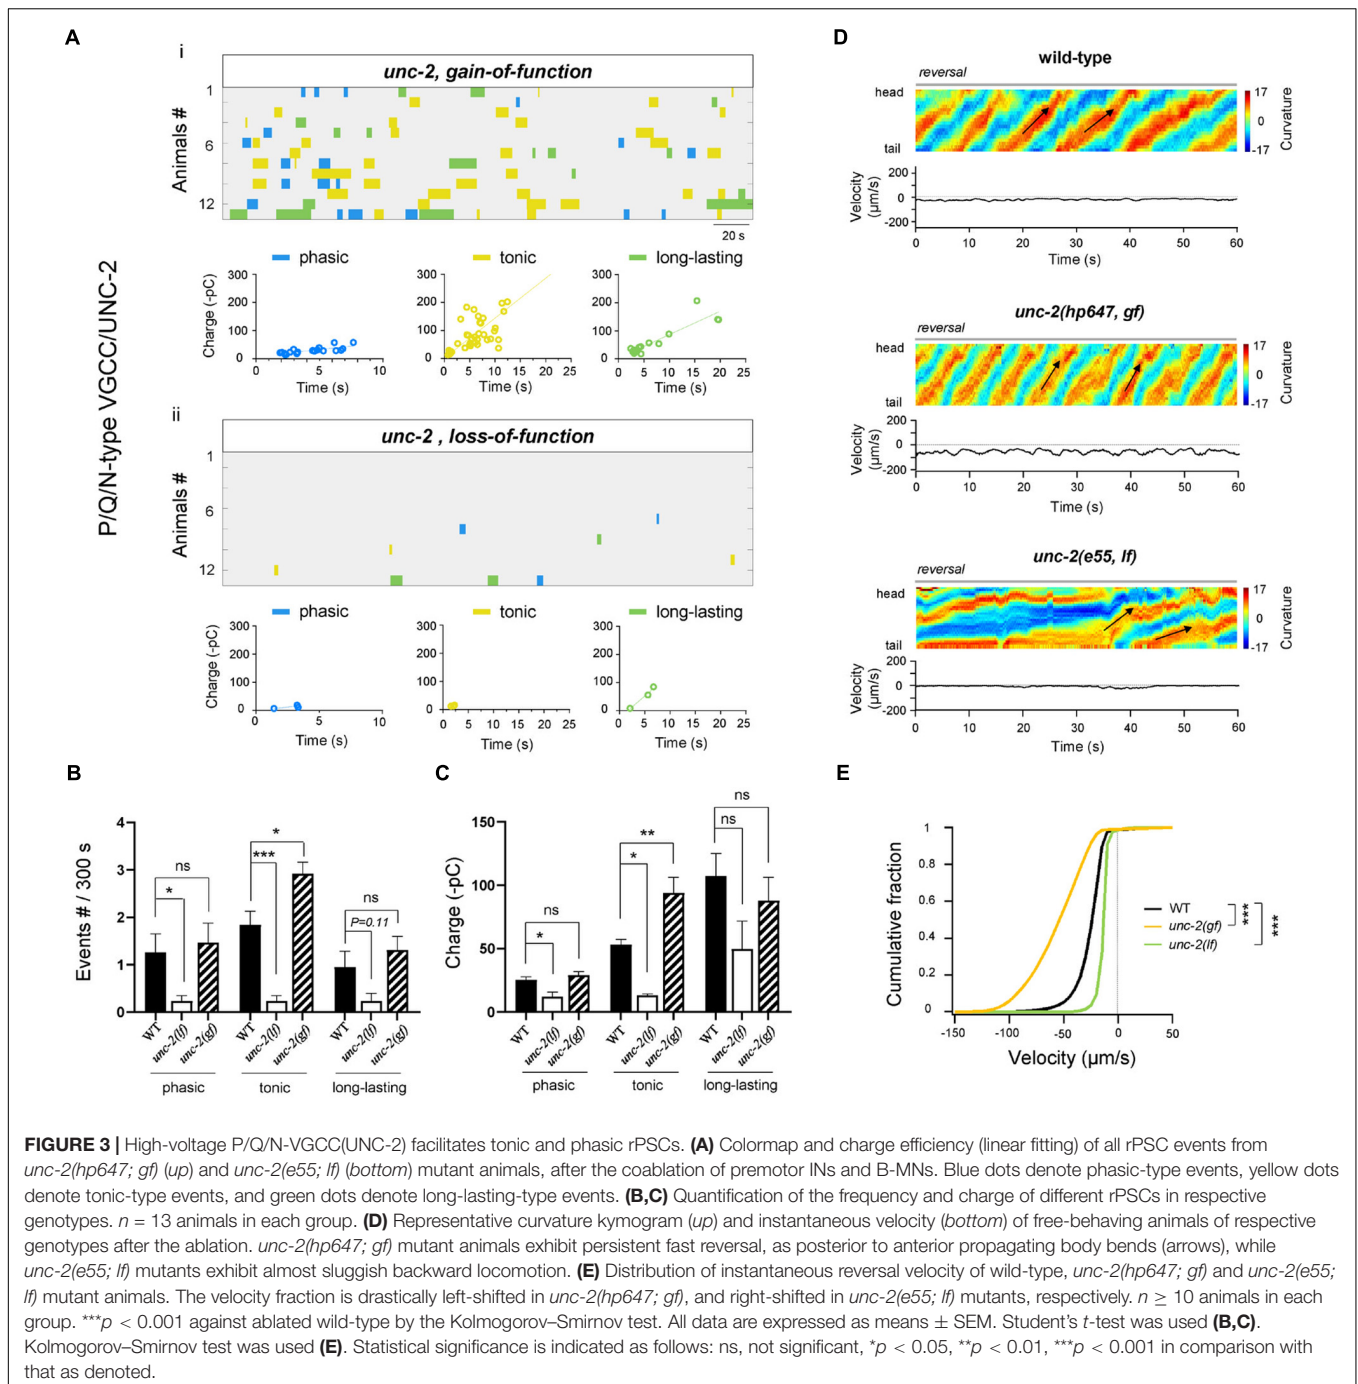 A
i
unc-2, gain-of-function
1
6
12
Animals #
20 s
phasic
tonic
long-lasting
300
200
100
0
Charge (-pC)
0 5 10
Time (s)
300
200
100
0
0 5 10 15 20 25
Time (s)
300
200
100
0
0 5 10 15 20 25
Time (s)
P/Q/N-type VGCC/UNC-2
ii
unc-2 , loss-of-function
1
6
12
Animals #
phasic
tonic
long-lasting
300
200
100
0
Charge (-pC)
0 5 10
Time (s)
300
200
100
0
0 5 10 15 20 25
Time (s)
300
200
100
0
0 5 10 15 20 25
Time (s)
D
wild-type
reversal
head
tail
17
0
-17
Curvature
200
0
-200
Velocity
(µm/s)
0 10 20 30 40 50 60
Time (s)
unc-2(hp647, gf)
reversal
head
tail
17
0
-17
Curvature
200
0
-200
Velocity
(µm/s)
0 10 20 30 40 50 60
Time (s)
unc-2(e55, lf)
reversal
head
tail
17
0
-17
Curvature
200
0
-200
Velocity
(µm/s)
0 10 20 30 40 50 60
Time (s)
B
4
3
2
1
0
Events # / 300 s
ns
*
*
***
ns
P=0.11
WT unc-2(lf) unc-2(gf) WT unc-2(lf) unc-2(gf) WT unc-2(lf) unc-2(gf)
phasic tonic long-lasting
C
150
100
50
0
Charge (-pC)
ns
*
**
*
ns
ns
WT unc-2(lf) unc-2(gf) WT unc-2(lf) unc-2(gf) WT unc-2(lf) unc-2(gf)
phasic tonic long-lasting
E
1
0.8
0.6
0.4
0.2
0
Cumulative fraction
-150 -100 -50 0 50
Velocity (µm/s)
WT
unc-2(gf)
unc-2(lf)
***
***
FIGURE 3 | High-voltage P/Q/N-VGCC(UNC-2) facilitates tonic and phasic rPSCs. (A) Colormap and charge efficiency (linear fitting) of all rPSC events from
unc-2(hp647; gf) (up) and unc-2(e55; lf) (bottom) mutant animals, after the coablation of premotor INs and B-MNs. Blue dots denote phasic-type events, yellow dots
denote tonic-type events, and green dots denote long-lasting-type events. (B,C) Quantification of the frequency and charge of different rPSCs in respective
genotypes. n = 13 animals in each group. (D) Representative curvature kymogram (up) and instantaneous velocity (bottom) of free-behaving animals of respective
genotypes after the ablation. unc-2(hp647; gf) mutant animals exhibit persistent fast reversal, as posterior to anterior propagating body bends (arrows), while
unc-2(e55; lf) mutants exhibit almost sluggish backward locomotion. (E) Distribution of instantaneous reversal velocity of wild-type, unc-2(hp647; gf) and unc-2(e55;
lf) mutant animals. The velocity fraction is drastically left-shifted in unc-2(hp647; gf), and right-shifted in unc-2(e55; lf) mutants, respectively. n ≥ 10 animals in each
group. ***p < 0.001 against ablated wild-type by the Kolmogorov–Smirnov test. All data are expressed as means ± SEM. Student's t-test was used (B,C).
Kolmogorov–Smirnov test was used (E). Statistical significance is indicated as follows: ns, not significant, *p < 0.05, **p < 0.01, ***p < 0.001 in comparison with
that as denoted.